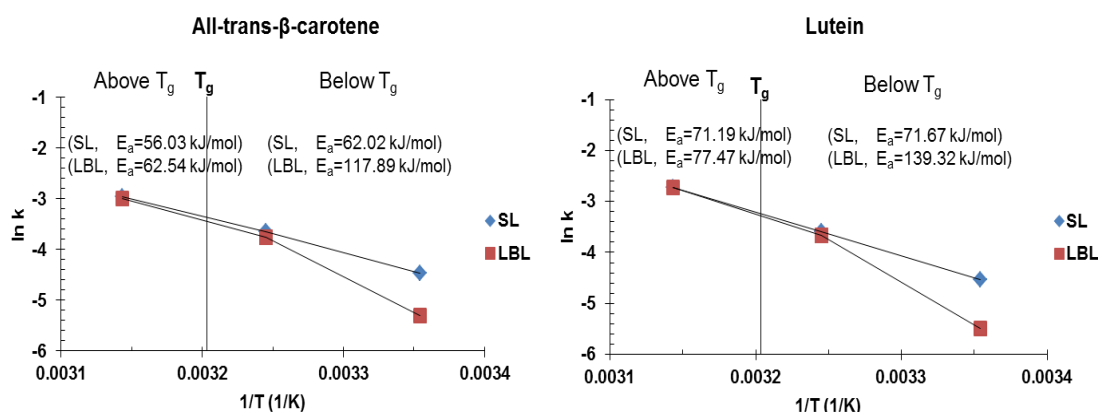 All-trans-β-carotene
Above Tg Tg Below Tg
(SL, Ea=56.03 kJ/mol) (SL, Ea=62.02 kJ/mol)
(LBL, Ea=62.54 kJ/mol) (LBL, Ea=117.89 kJ/mol)
-1
-2
-3
-4
-5
-6
ln k
0.0031 0.0032 0.0033 0.0034
1/T (1/K)
SL
LBL
Lutein
Above Tg Tg Below Tg
(SL, Ea=71.19 kJ/mol) (SL, Ea=71.67 kJ/mol)
(LBL, Ea=77.47 kJ/mol) (LBL, Ea=139.32 kJ/mol)
-1
-2
-3
-4
-5
-6
ln k
0.0031 0.0032 0.0033 0.0034
1/T (1/K)
SL
LBL